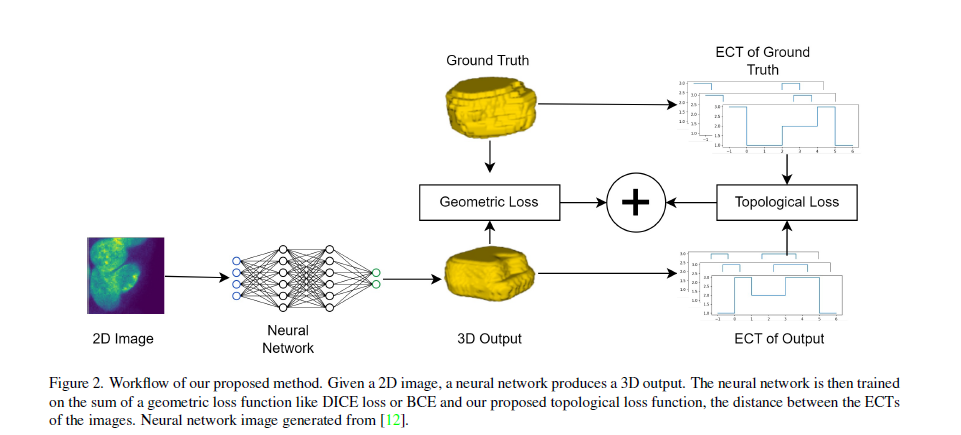 Ground Truth
ECT of Ground
Truth
Geometric Loss
+
Topological Loss
2D Image
Neural
Network
3D Output
ECT of Output
Figure 2. Workflow of our proposed method. Given a 2D image, a neural network produces a 3D output. The neural network is then trained
on the sum of a geometric loss function like DICE loss or BCE and our proposed topological loss function, the distance between the ECTs
of the images. Neural network image generated from [12].